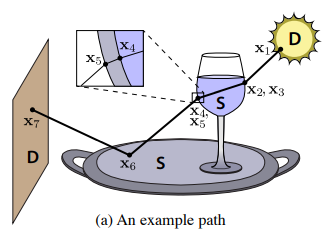 x₅
x₄
x₁
D
x₂, x₃
S
x₄,
x₅
x₇
D
x₆
S
(a) An example path